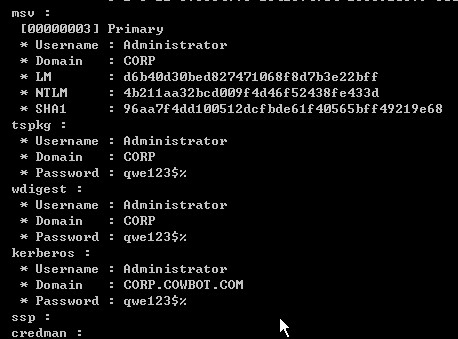 msv :
[00000003] Primary
* Username : Administrator
* Domain : CORP
* LM : d6b40d30bed827471068f8d7b3e22bff
* NTLM : 4b211aa32bcd009f4d46f52438fe433d
* SHA1 : 96aa7f4dd100512dcfbde61f40565bff49219e68
tspkg :
* Username : Administrator
* Domain : CORP
* Password : qwe123$%
wdigest :
* Username : Administrator
* Domain : CORP
* Password : qwe123$%
kerberos :
* Username : Administrator
* Domain : CORP.COWBOT.COM
* Password : qwe123$%
ssp :
credman :